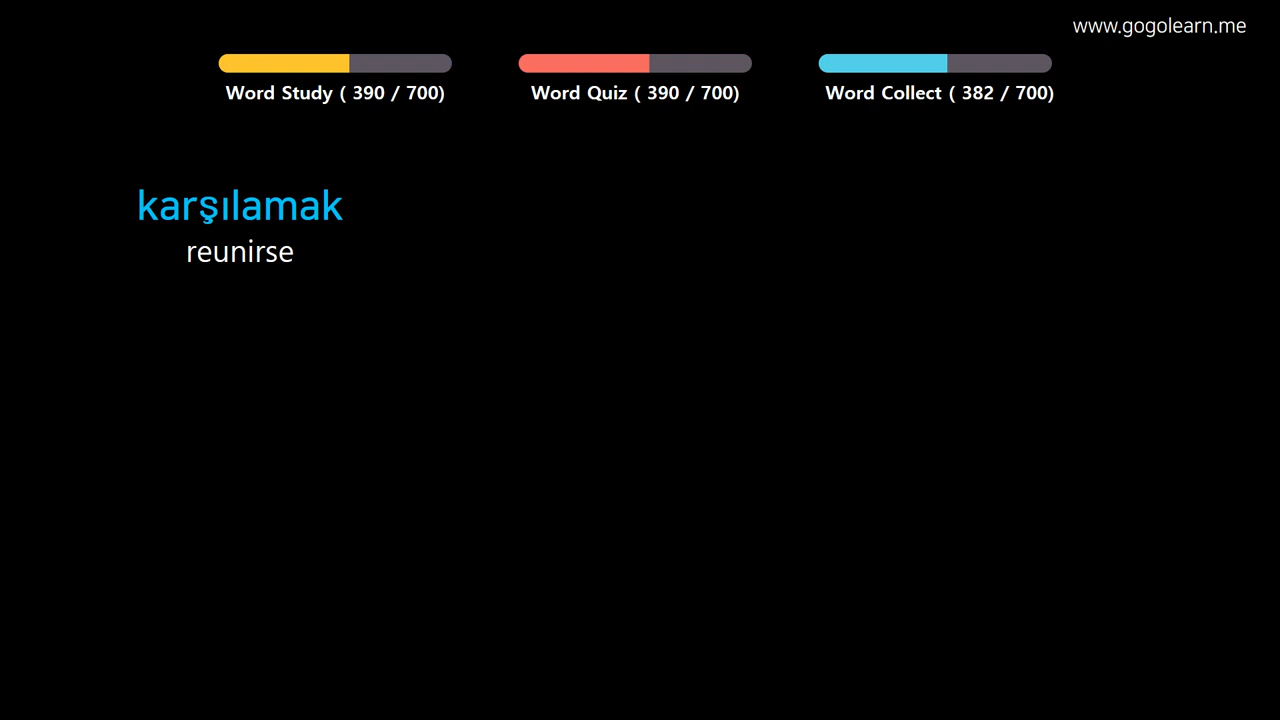 www.gogolearn.me
Word Study ( 390 / 700)
Word Quiz ( 390 / 700)
Word Collect ( 382 / 700)
karşılamak
reunirse